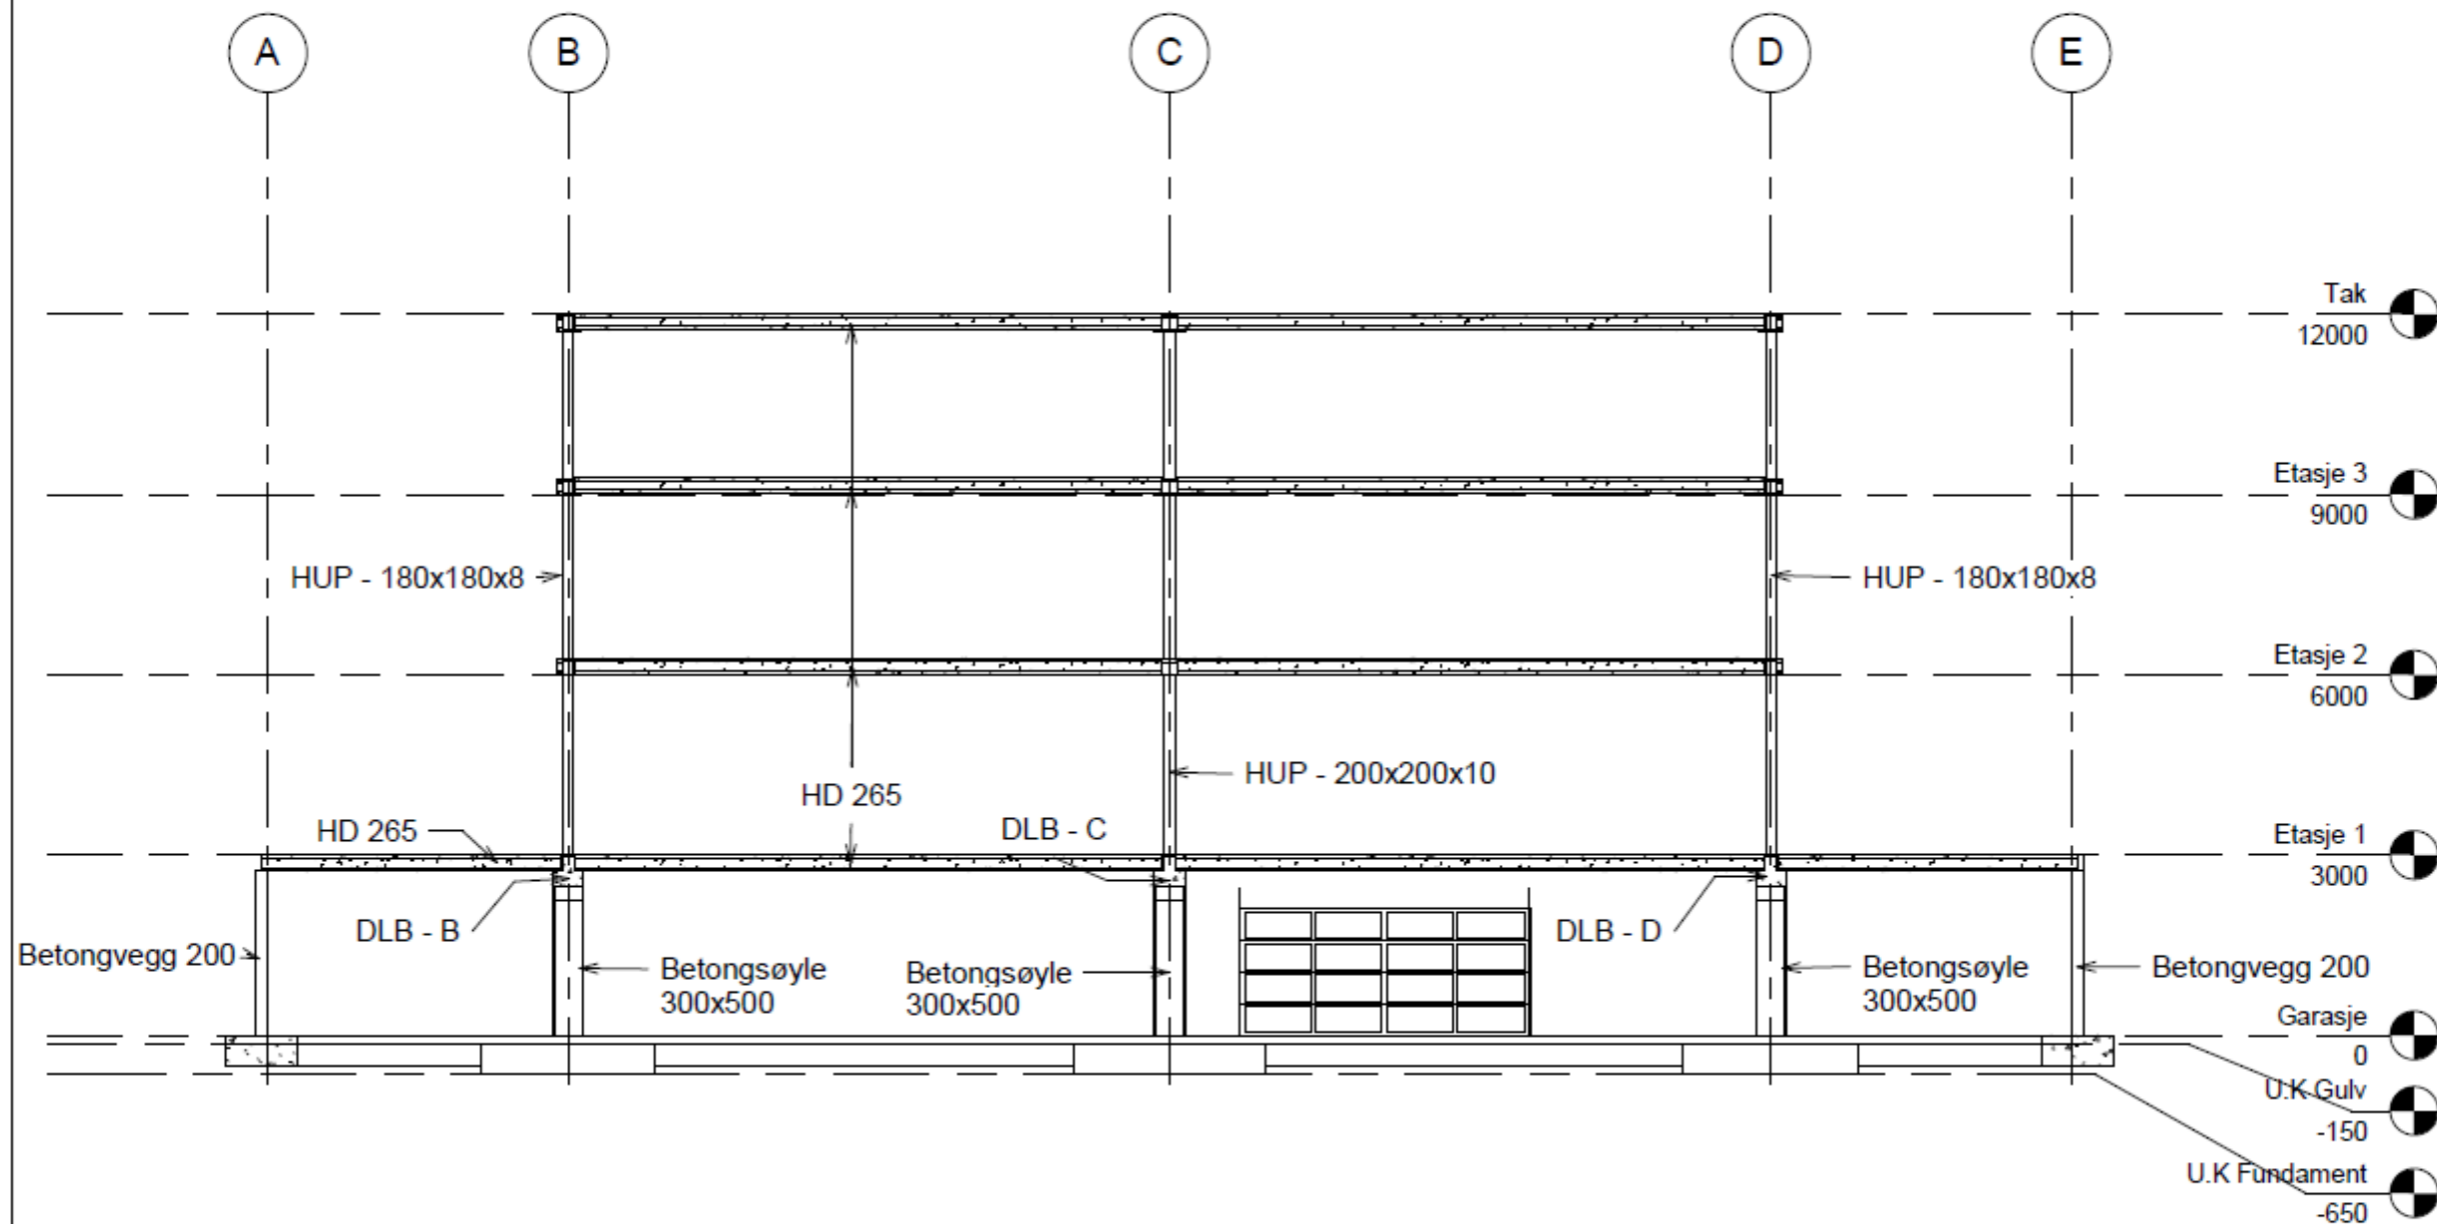 A
B
C
D
E
Tak
12000
Etasje 3
9000
HUP - 180x180x8
HUP - 180x180x8
Etasje 2
6000
HUP - 200x200x10
HD 265
HD 265
DLB - C
Etasje 1
3000
DLB - B
DLB - D
Betongvegg 200
Betongsøyle
300x500
Betongsøyle
300x500
Betongsøyle
300x500
Betongvegg 200
Garasje
0
U.K Gulv
-150
U.K Fundament
-650